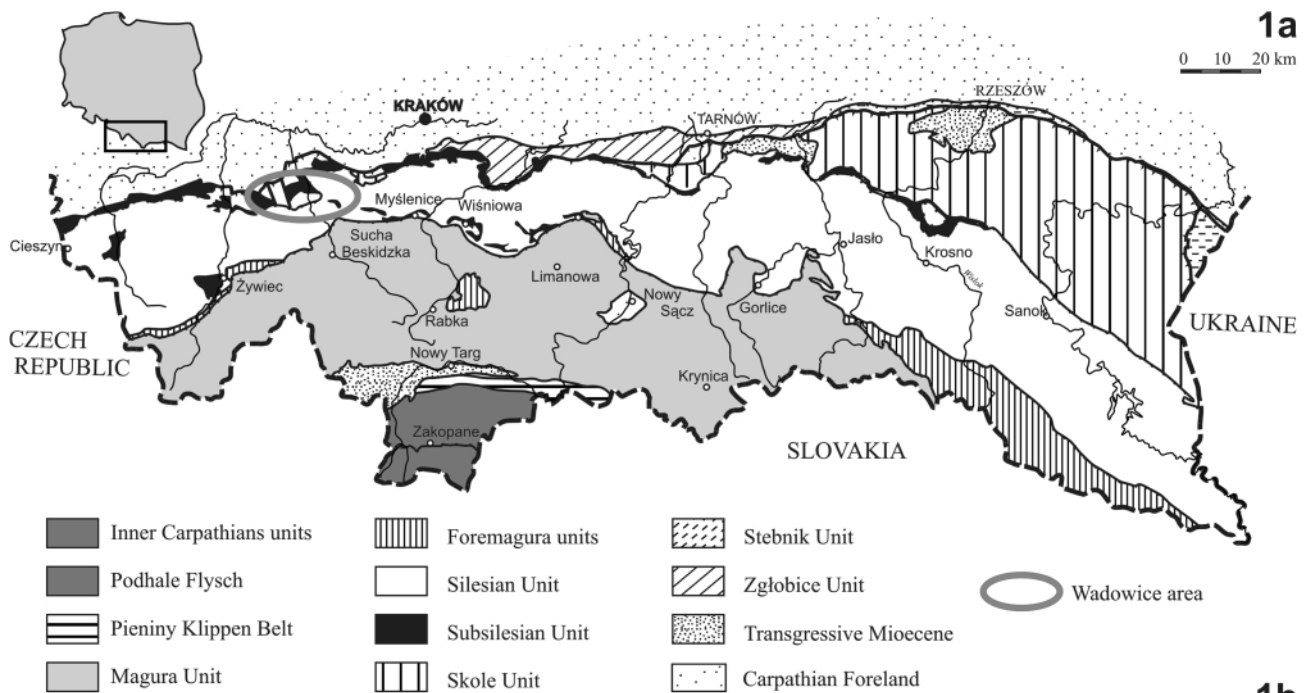 1a
0 10 20 km
KRAKÓW
RZESZÓW
TARNÓW
Myślenice
Wiśniowa
Cieszyn
Sucha
Beskidzka
Jasło
Krosno
Limanowa
Żywiec
Wisłok
Nowy
Sącz
Gorlice
Rabka
Sanok
UKRAINE
CZECH
REPUBLIC
Nowy Targ
Krynica
Zakopane
SLOVAKIA
Inner Carpathians units
Podhale Flysch
Pieniny Klippen Belt
Magura Unit
Foremagura units
Silesian Unit
Subsilesian Unit
Skole Unit
Stebnik Unit
Zgłobice Unit
Transgressive Mioecene
Carpathian Foreland
Wadowice area
1b